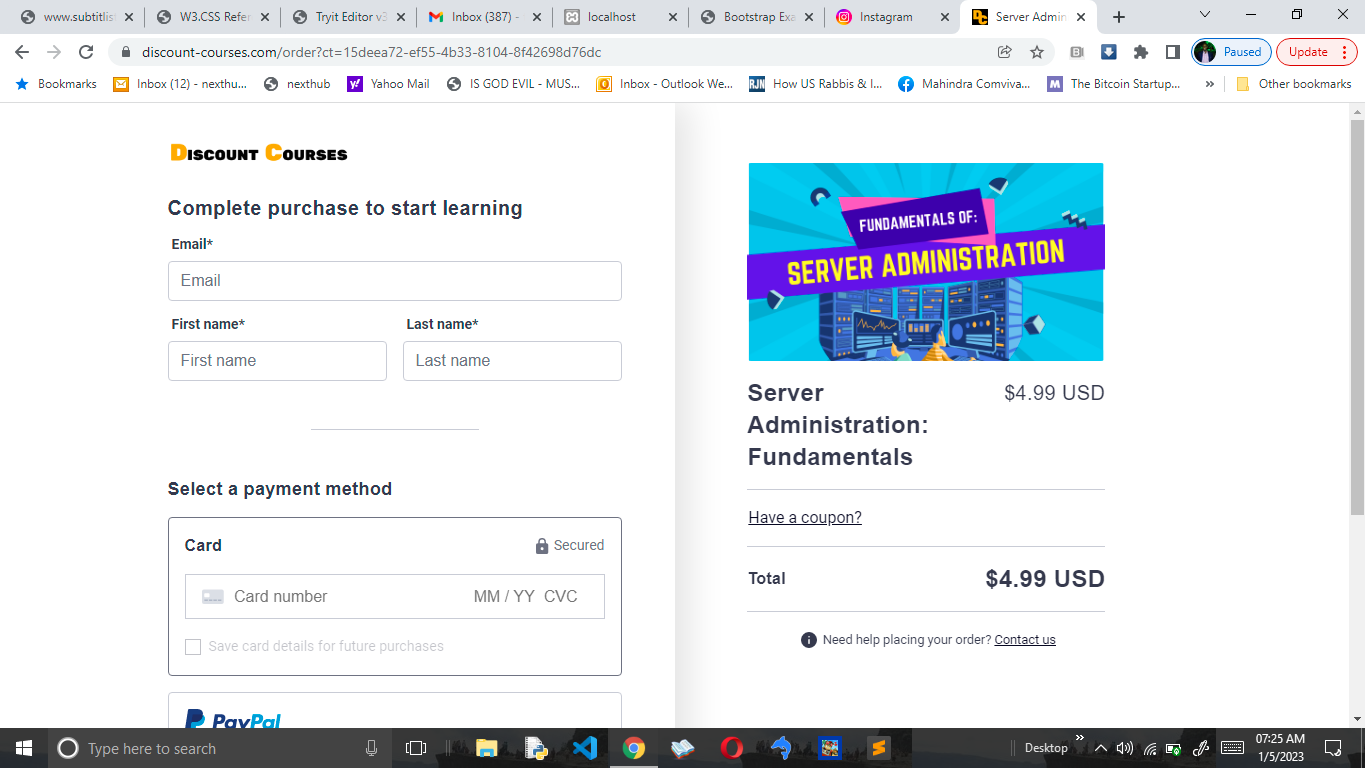 www.subtitlis
W3.CSS Refer
Tryit Editor v3
Inbox (387) -
localhost
Bootstrap Exa
Instagram
Server Admin
discount-courses.com/order?ct=15deea72-ef55-4b33-8104-8f42698d76dc
Paused
Update
Bookmarks
Inbox (12) - nexthu...
nexthub
Yahoo Mail
IS GOD EVIL - MUS...
Inbox - Outlook We...
How US Rabbis & I...
Mahindra Comviva...
The Bitcoin Startup...
Other bookmarks
Discount Courses
Complete purchase to start learning
Email*
Email
First name*
Last name*
First name
Last name
Select a payment method
Card
Secured
Card number
MM / YY CVC
Save card details for future purchases
PayPal
FUNDAMENTALS OF:
SERVER ADMINISTRATION
Server
Administration:
Fundamentals
$4.99 USD
Have a coupon?
Total
$4.99 USD
Need help placing your order? Contact us
Type here to search
Desktop
07:25 AM
1/5/2023